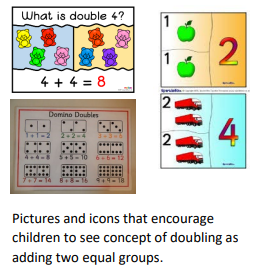 What is double 4?
4 + 4 = 8
1
1
2
2
2
4
Domino Doubles
1+1=2
2+2=4
3+3=6
4+4=8
5+5=10
6+6=12
7+7=14
8+8=16
9+9=18
Pictures and icons that encourage
children to see concept of doubling as
adding two equal groups.